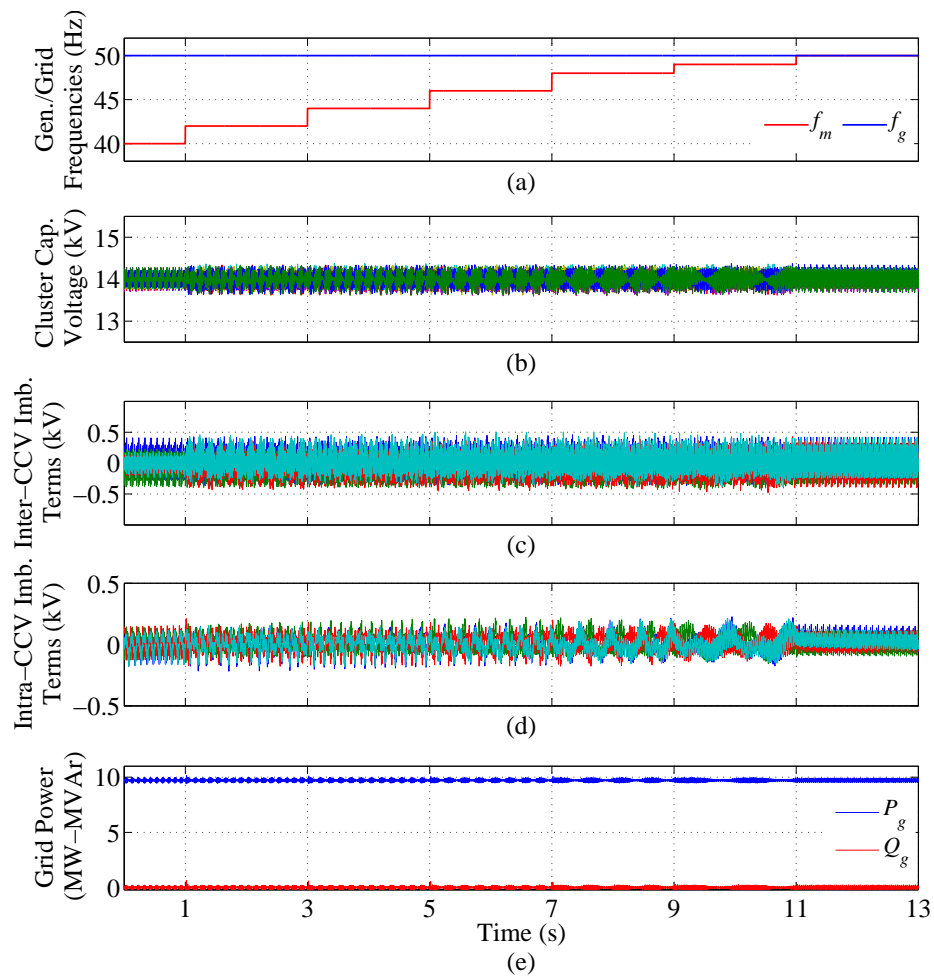 Gen./Grid
Frequencies (Hz)
50
45
40
f_m
f_g
(a)
Cluster Cap.
Voltage (kV)
15
14
13
(b)
Inter−CCV Imb.
Terms (kV)
0.5
0
−0.5
(c)
Intra−CCV Imb.
Terms (kV)
0.5
0
−0.5
(d)
Grid Power
(MW−MVAr)
10
5
0
P_g
Q_g
1 3 5 7 9 11 13
Time (s)
(e)